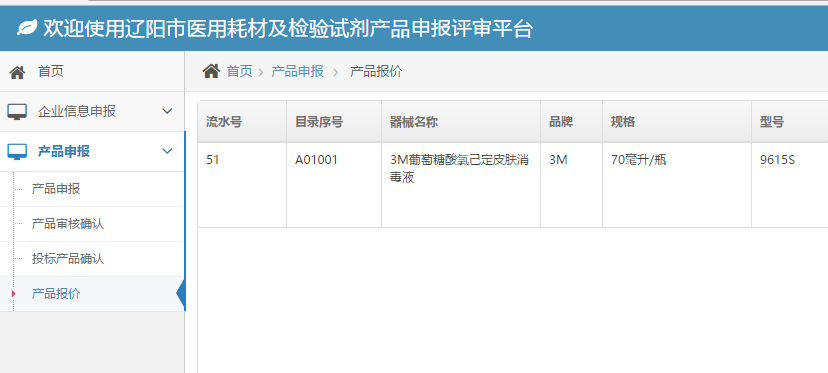 欢迎使用辽阳市医用耗材及检验试剂产品申报评审平台
首页
企业信息申报
产品申报
产品申报
产品审核确认
投标产品确认
产品报价
首页 > 产品申报 > 产品报价
流水号 目录序号 器械名称 品牌 规格 型号
51 A01001 3M葡萄糖酸氯己定皮肤消 3M 70毫升/瓶 9615S
毒液